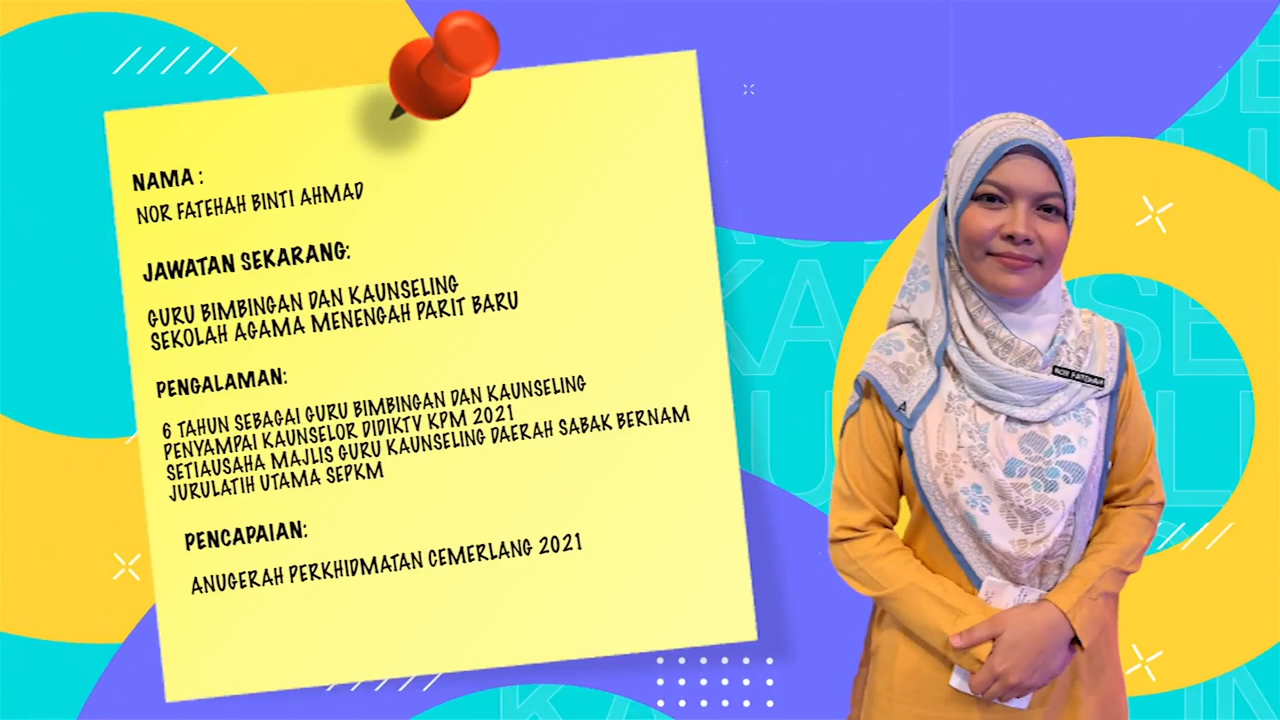 NAMA :
NOR FATEHAH BINTI AHMAD
JAWATAN SEKARANG:
GURU BIMBINGAN DAN KAUNSELING
SEKOLAH AGAMA MENENGAH PARIT BARU
PENGALAMAN:
6 TAHUN SEBAGAI GURU BIMBINGAN DAN KAUNSELING
PENYAMPAI KAUNSELOR DIDIKTV KPM 2021
SETIAUSAHA MAJLIS GURU KAUNSELING DAERAH SABAK BERNAM
JURULATIH UTAMA SEPKM
PENCAPAIAN:
ANUGERAH PERKHIDMATAN CEMERLANG 2021
NOR FATEHAH